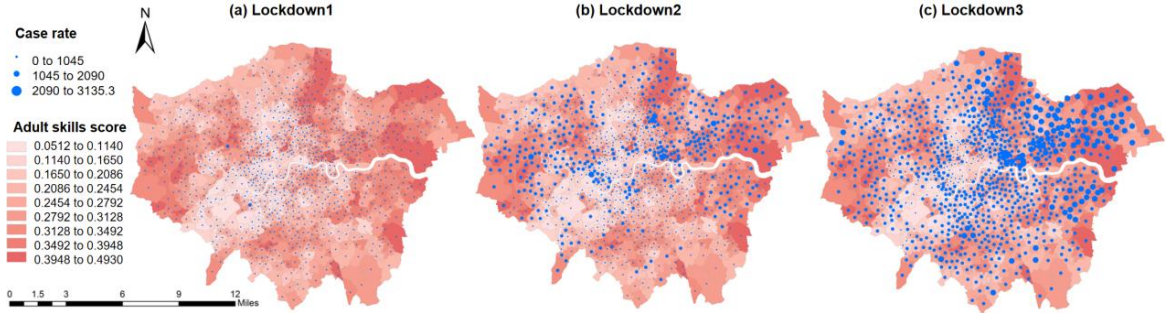 (a) Lockdown1
(b) Lockdown2
(c) Lockdown3
N
Case rate
0 to 1045
1045 to 2090
2090 to 3135.3
Adult skills score
0.0512 to 0.1140
0.1140 to 0.1650
0.1650 to 0.2086
0.2086 to 0.2454
0.2454 to 0.2792
0.2792 to 0.3128
0.3128 to 0.3492
0.3492 to 0.3948
0.3948 to 0.4930
0 1.5 3 6 9 12
Miles